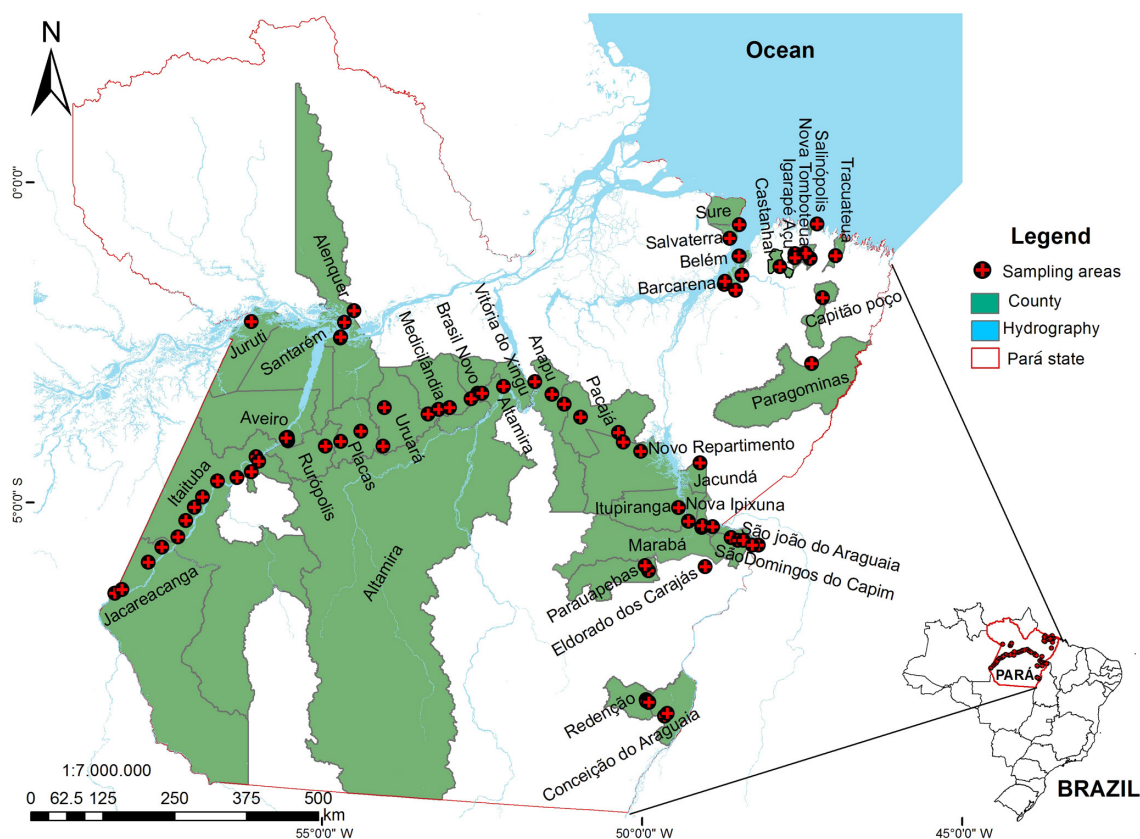 N
Ocean
0°0'0"
5°0'0" S
Sure
Salvaterra
Belém
Barcarena
Castanhal
Igarapé Açu
Nova Tomboteua
Salinópolis
Tracuateua
Capitão poço
Paragominas
Legend
Sampling areas
County
Hydrography
Pará state
Alenquer
Juruti
Santarém
Medicilândia
Brasil Novo
Vitória do Xingu
Altamira
Anapu
Pacajá
Novo Repartimento
Jacundá
Aveiro
Rurópolis
Placas
Uruará
Itaituba
Jacareacanga
Altamira
Itupiranga
Nova Ipixuna
São joão do Araguaia
SãoDomingos do Capim
Marabá
Parauapebas
Eldorado dos Carajás
Redenção
Conceição do Araguaia
PARÁ
BRAZIL
1:7.000.000
0 62.5 125 250 375 500
km
55°0'0" W
50°0'0" W
45°0'0" W